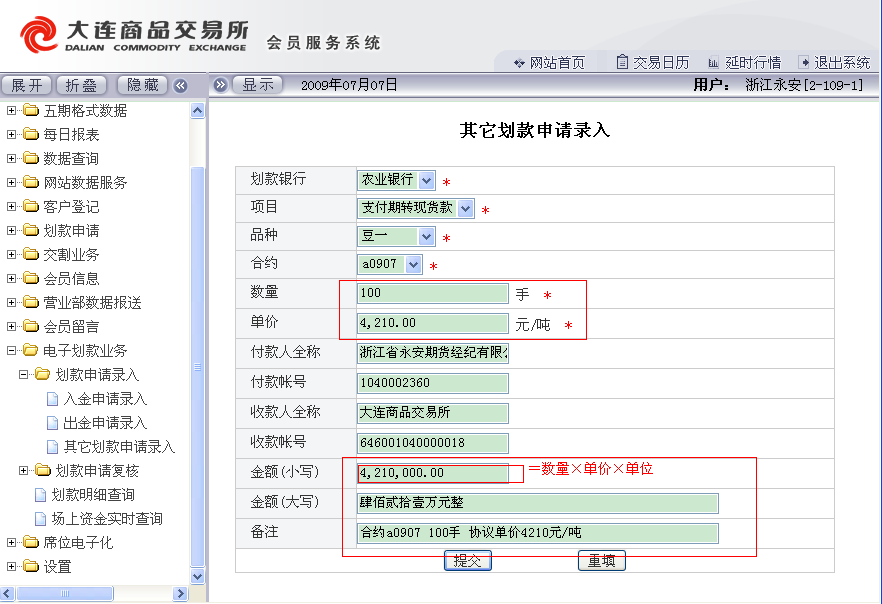 大连商品交易所
DALIAN COMMODITY EXCHANGE
会员服务系统
网站首页 交易日历 延时行情 退出系统
展开 折叠 隐藏 显示 2009年07月07日 用户: 浙江永安[2-109-1]
五期格式数据
每日报表
数据查询
网站数据服务
客户登记
划款申请
交割业务
会员信息
营业部数据报送
会员留言
电子划款业务
划款申请录入
入金申请录入
出金申请录入
其它划款申请录入
划款申请复核
划款明细查询
场上资金实时查询
席位电子化
设置
其它划款申请录入
划款银行 农业银行 *
项目 支付期转现货款 *
品种 豆一 *
合约 a0907 *
数量 100 手 *
单价 4,210.00 元/吨 *
付款人全称 浙江省永安期货经纪有限
付款帐号 1040002360
收款人全称 大连商品交易所
收款帐号 646001040000018
金额(小写) 4,210,000.00 =数量×单价×单位
金额(大写) 肆佰贰拾壹万元整
备注 合约a0907 100手 协议单价4210元/吨
提交 重填